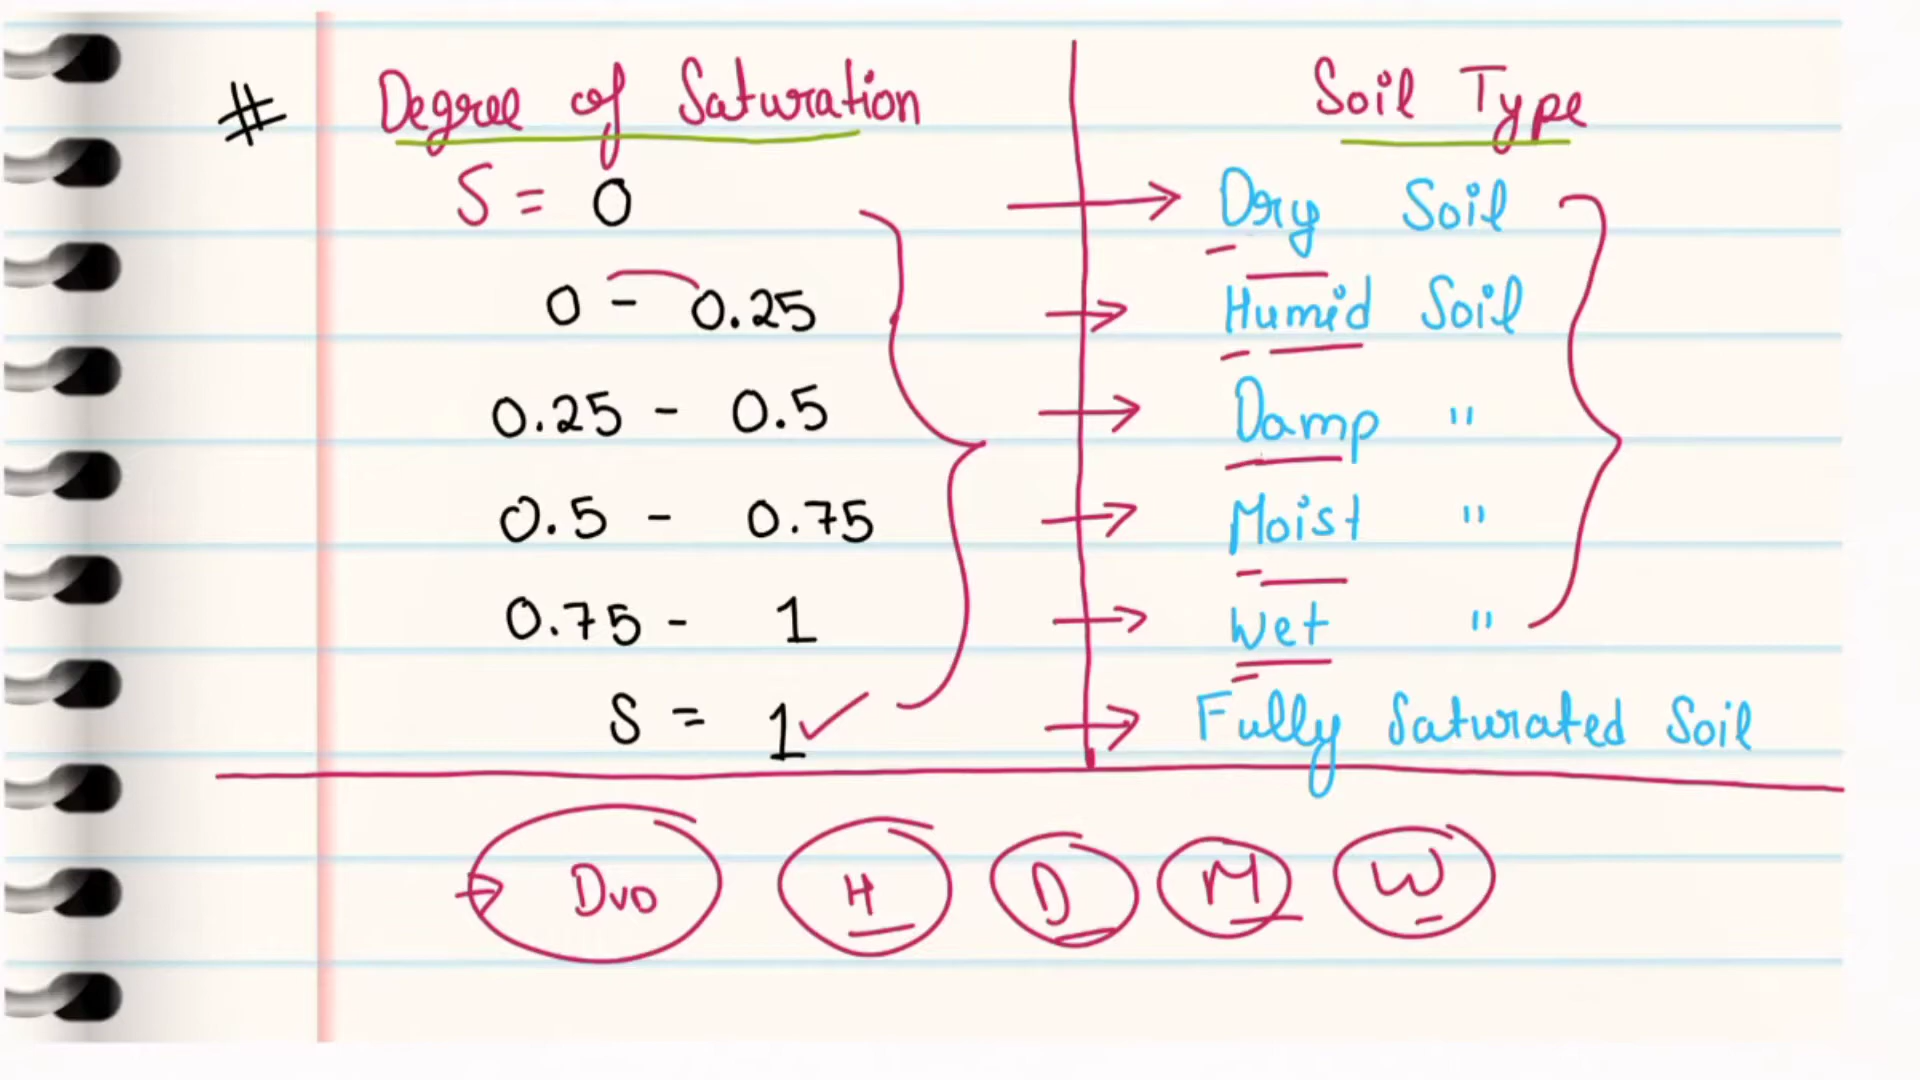 # Degree of Saturation Soil Type
S = 0 → Dry Soil
0 - 0.25 → Humid Soil
0.25 - 0.5 → Damp "
0.5 - 0.75 → Moist "
0.75 - 1 → Wet "
S = 1 ✓ → Fully Saturated Soil
→ H D M W